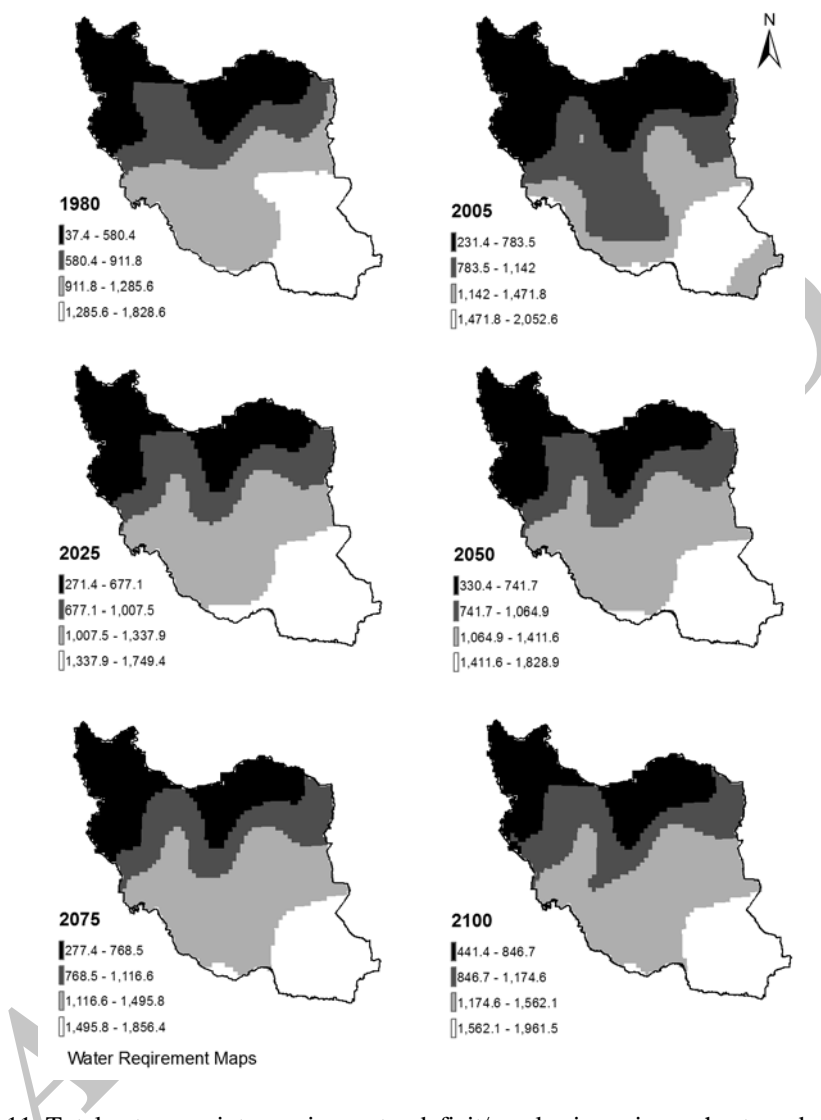 N
1980
37.4 - 580.4
580.4 - 911.8
911.8 - 1,285.6
1,285.6 - 1,828.6
2005
231.4 - 783.5
783.5 - 1,142
1,142 - 1,471.8
1,471.8 - 2,052.6
2025
271.4 - 677.1
677.1 - 1,007.5
1,007.5 - 1,337.9
1,337.9 - 1,749.4
2050
330.4 - 741.7
741.7 - 1,064.9
1,064.9 - 1,411.6
1,411.6 - 1,828.9
2075
277.4 - 768.5
768.5 - 1,116.6
1,116.6 - 1,495.8
1,495.8 - 1,856.4
2100
441.4 - 846.7
846.7 - 1,174.6
1,174.6 - 1,562.1
1,562.1 - 1,961.5
Water Reqirement Maps